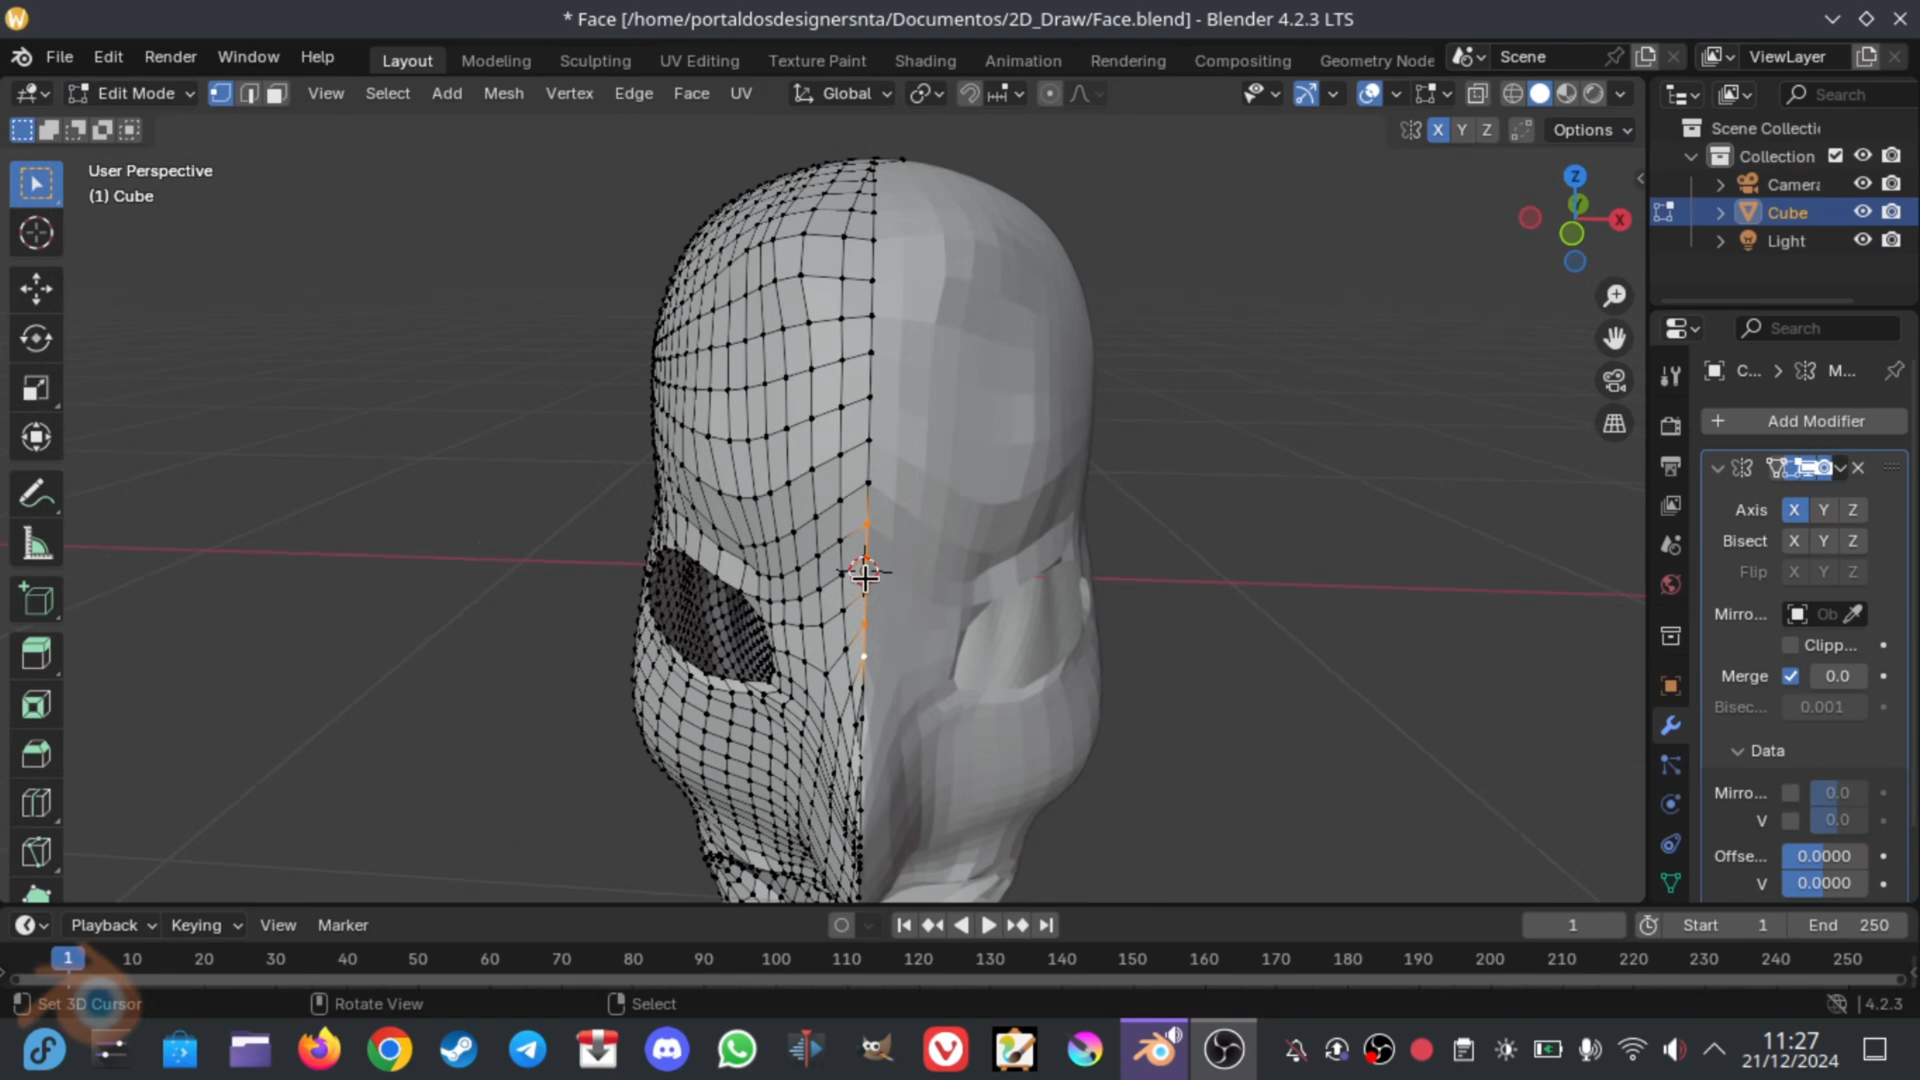 * Face [/home/portaldosdesignersnta/Documentos/2D_Draw/Face.blend] - Blender 4.2.3 LTS
File Edit Render Window Help Layout Modeling Sculpting UV Editing Texture Paint Shading Animation Rendering Compositing Geometry Node Scene ViewLayer
Edit Mode View Select Add Mesh Vertex Edge Face UV Global Search
X Y Z Options
Scene Collecti
User Perspective
(1) Cube
Collection
Camera
Cube
Light
Z
Y
X
Search
C... > M...
+ Add Modifier
Axis X Y Z
Bisect X Y Z
Flip X Y Z
Mirro... Ob
Clipp...
Merge 0.0
Bisec... 0.001
Data
Mirro... 0.0
V 0.0
Offse... 0.0000
V 0.0000
Playback Keying View Marker 1 Start 1 End 250
1 10 20 30 40 50 60 70 80 90 100 110 120 130 140 150 160 170 180 190 200 210 220 230 240 250
Set 3D Cursor Rotate View Select 4.2.3
11:27
21/12/2024